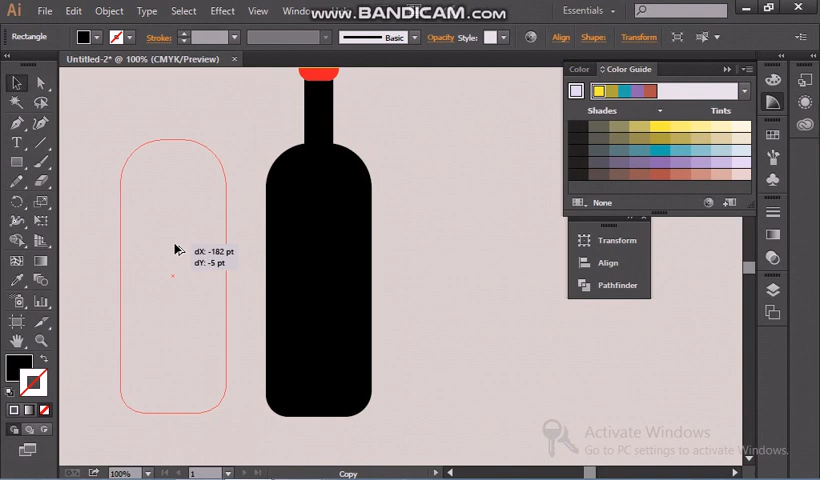 Ai
File
Edit
Object
Type
Select
Effect
View
www.BANDICAM.com
Essentials
Rectangle
Stroke:
Basic
Opacity
Style:
Align
Shape:
Transform
Untitled-2* @ 100% (CMYK/Preview)
Color
Color Guide
Shades
Tints
None
dX: -182 pt
dY: -5 pt
Transform
Align
Pathfinder
Activate Windows
Go to PC settings to activate Windows.
100%
1
Copy